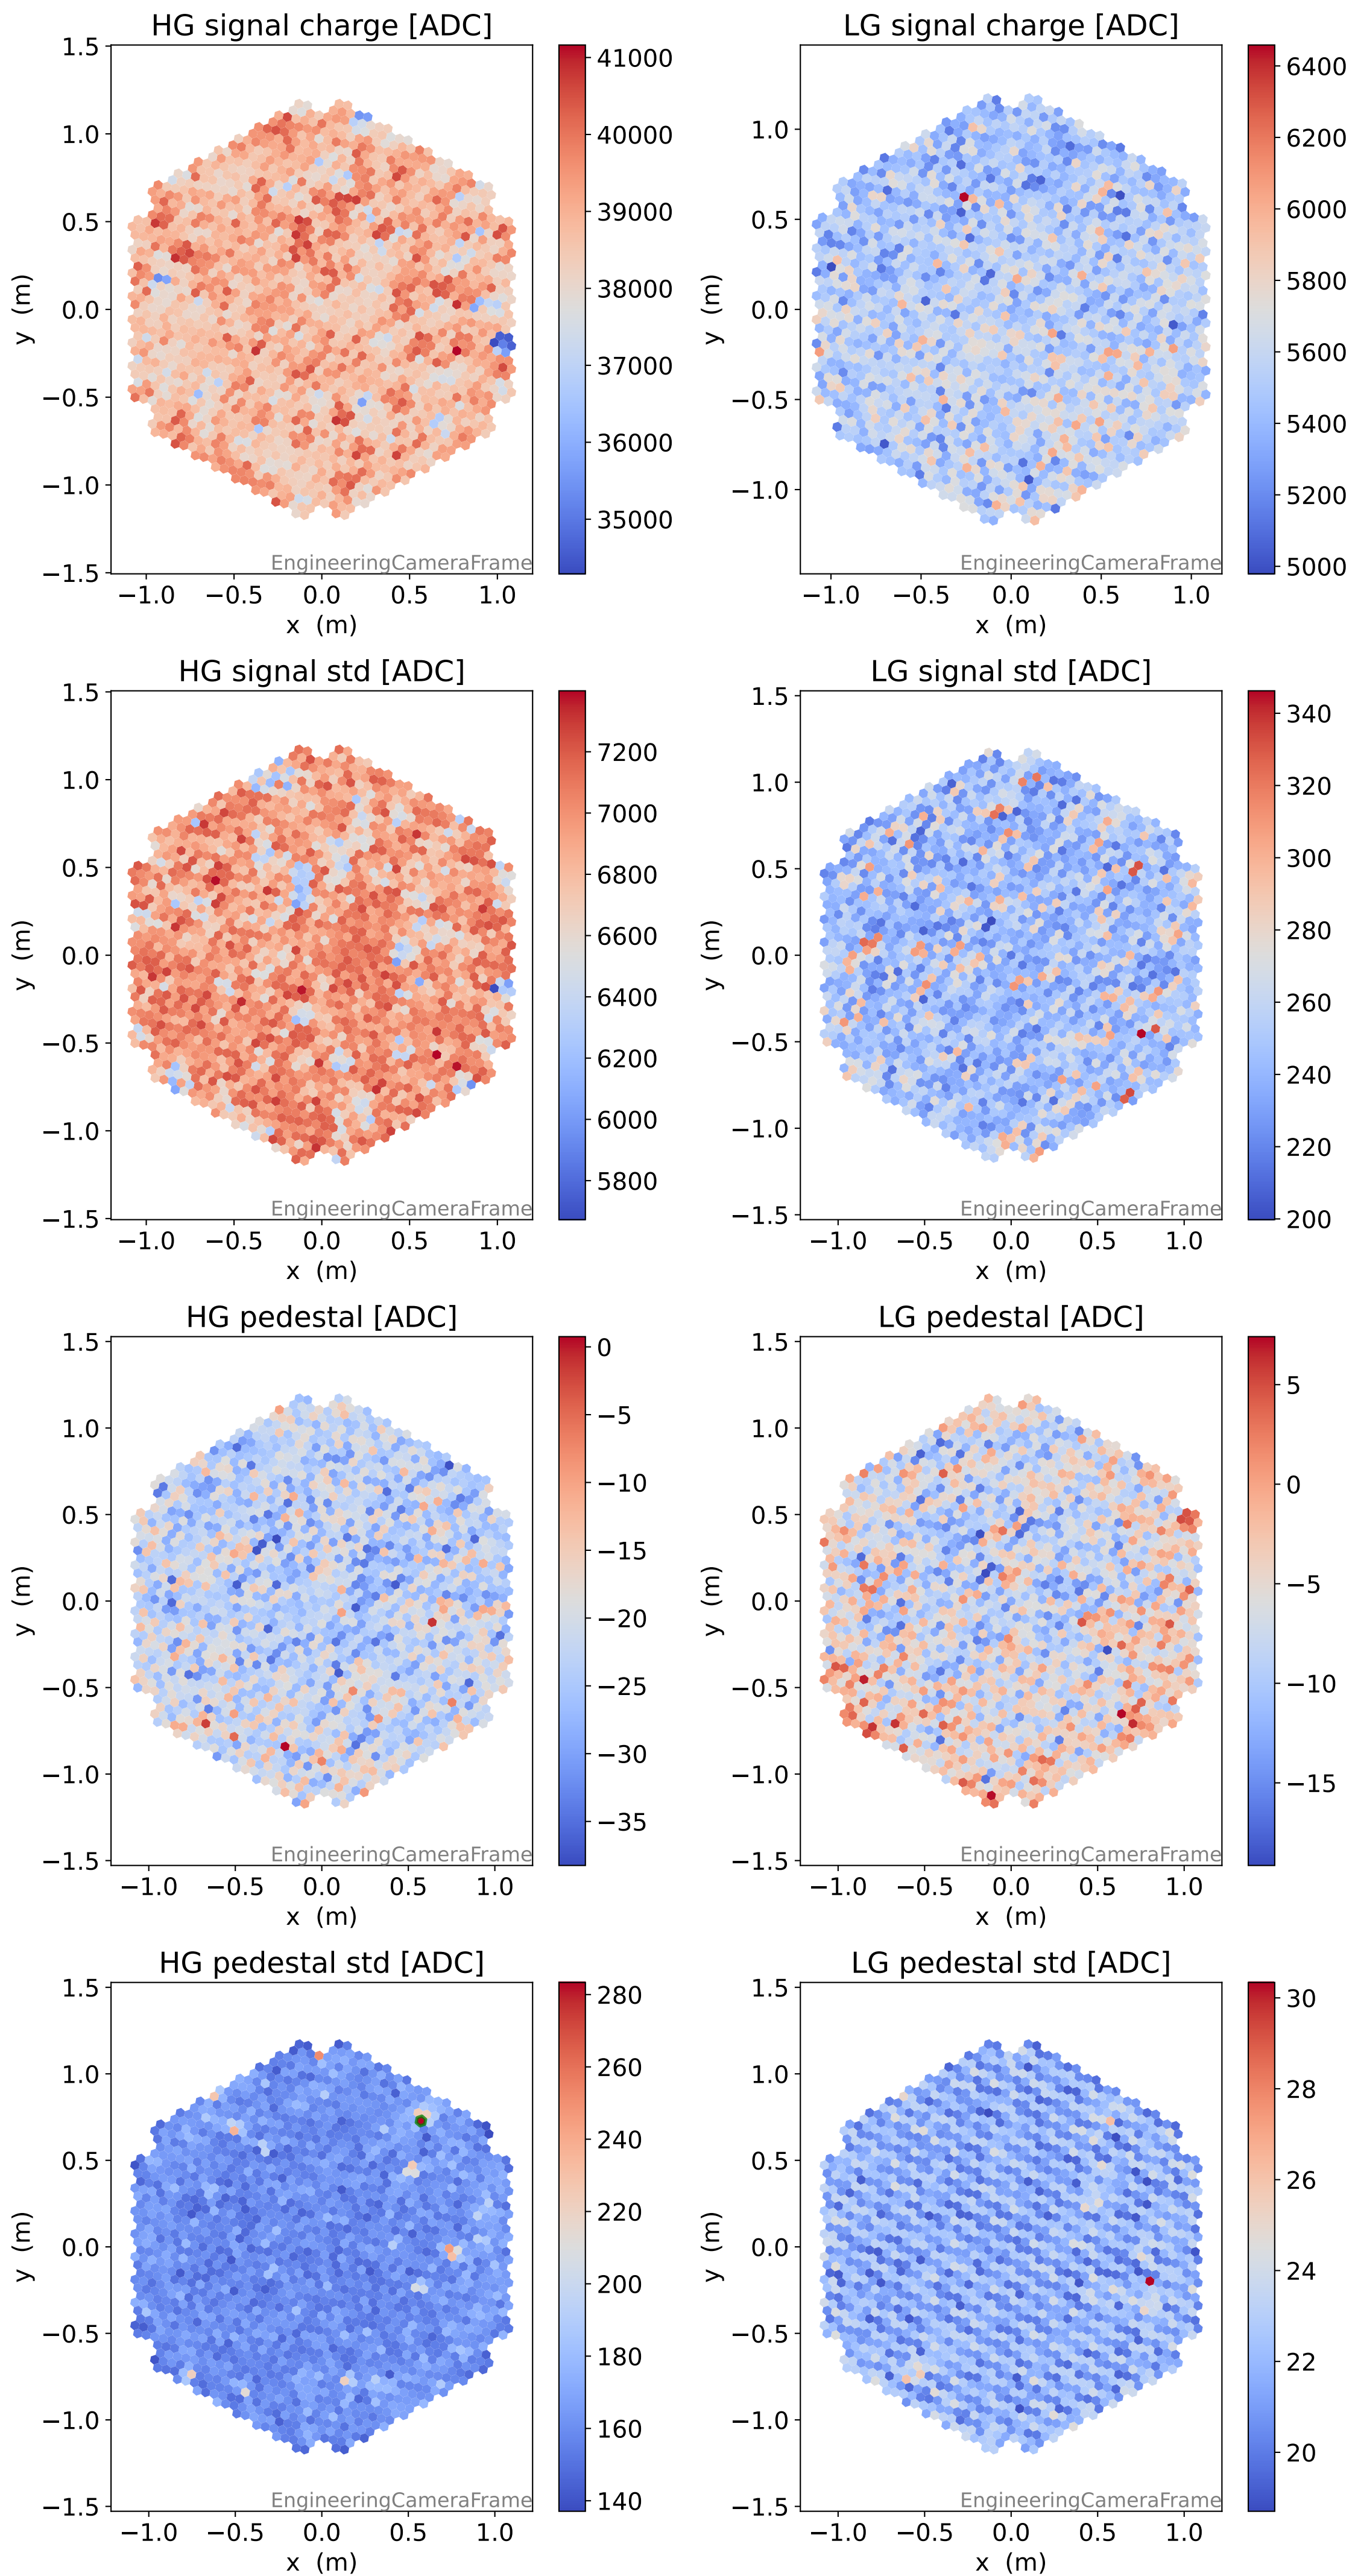 HG signal charge [ADC]
1.5
1.0
0.5
0.0
−0.5
−1.0
−1.5
y (m)
−1.0 −0.5 0.0 0.5 1.0
x (m)
EngineeringCameraFrame
41000
40000
39000
38000
37000
36000
35000
LG signal charge [ADC]
1.0
0.5
0.0
−0.5
−1.0
y (m)
−1.0 −0.5 0.0 0.5 1.0
x (m)
EngineeringCameraFrame
6400
6200
6000
5800
5600
5400
5200
5000
HG signal std [ADC]
1.5
1.0
0.5
0.0
−0.5
−1.0
−1.5
y (m)
−1.0 −0.5 0.0 0.5 1.0
x (m)
EngineeringCameraFrame
7200
7000
6800
6600
6400
6200
6000
5800
LG signal std [ADC]
1.5
1.0
0.5
0.0
−0.5
−1.0
−1.5
y (m)
−1.0 −0.5 0.0 0.5 1.0
x (m)
EngineeringCameraFrame
340
320
300
280
260
240
220
200
HG pedestal [ADC]
1.5
1.0
0.5
0.0
−0.5
−1.0
−1.5
y (m)
−1.0 −0.5 0.0 0.5 1.0
x (m)
EngineeringCameraFrame
0
−5
−10
−15
−20
−25
−30
−35
LG pedestal [ADC]
1.5
1.0
0.5
0.0
−0.5
−1.0
−1.5
y (m)
−1.0 −0.5 0.0 0.5 1.0
x (m)
EngineeringCameraFrame
5
0
−5
−10
−15
HG pedestal std [ADC]
1.5
1.0
0.5
0.0
−0.5
−1.0
−1.5
y (m)
−1.0 −0.5 0.0 0.5 1.0
x (m)
EngineeringCameraFrame
280
260
240
220
200
180
160
140
LG pedestal std [ADC]
1.5
1.0
0.5
0.0
−0.5
−1.0
−1.5
y (m)
−1.0 −0.5 0.0 0.5 1.0
x (m)
EngineeringCameraFrame
30
28
26
24
22
20